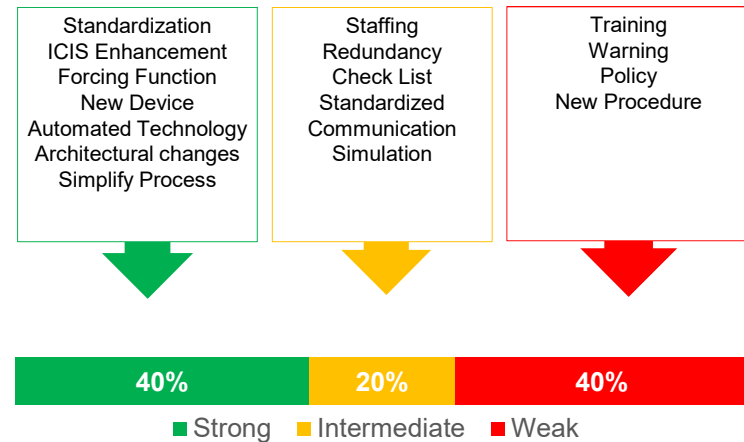 Standardization
ICIS Enhancement
Forcing Function
New Device
Automated Technology
Architectural changes
Simplify Process
Staffing
Redundancy
Check List
Standardized
Communication
Simulation
Training
Warning
Policy
New Procedure
40%
20%
40%
Strong
Intermediate
Weak